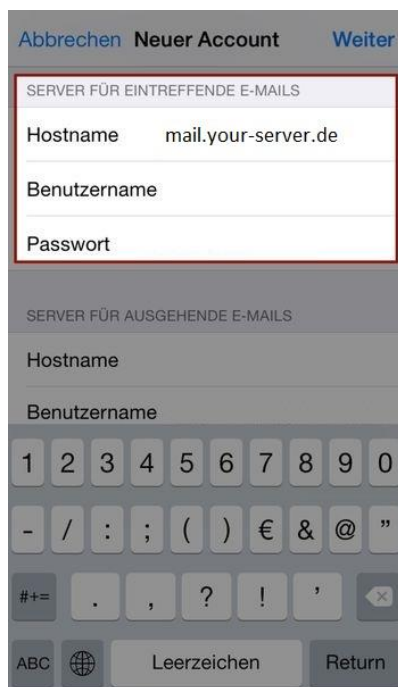 Abbrechen Neuer Account Weiter
SERVER FÜR EINTREFFENDE E-MAILS
Hostname mail.your-server.de
Benutzername
Passwort
SERVER FÜR AUSGEHENDE E-MAILS
Hostname
Benutzername
1 2 3 4 5 6 7 8 9 0
- / : ; ( ) € & @ "
#+= . , ? ! '
ABC Leerzeichen Return